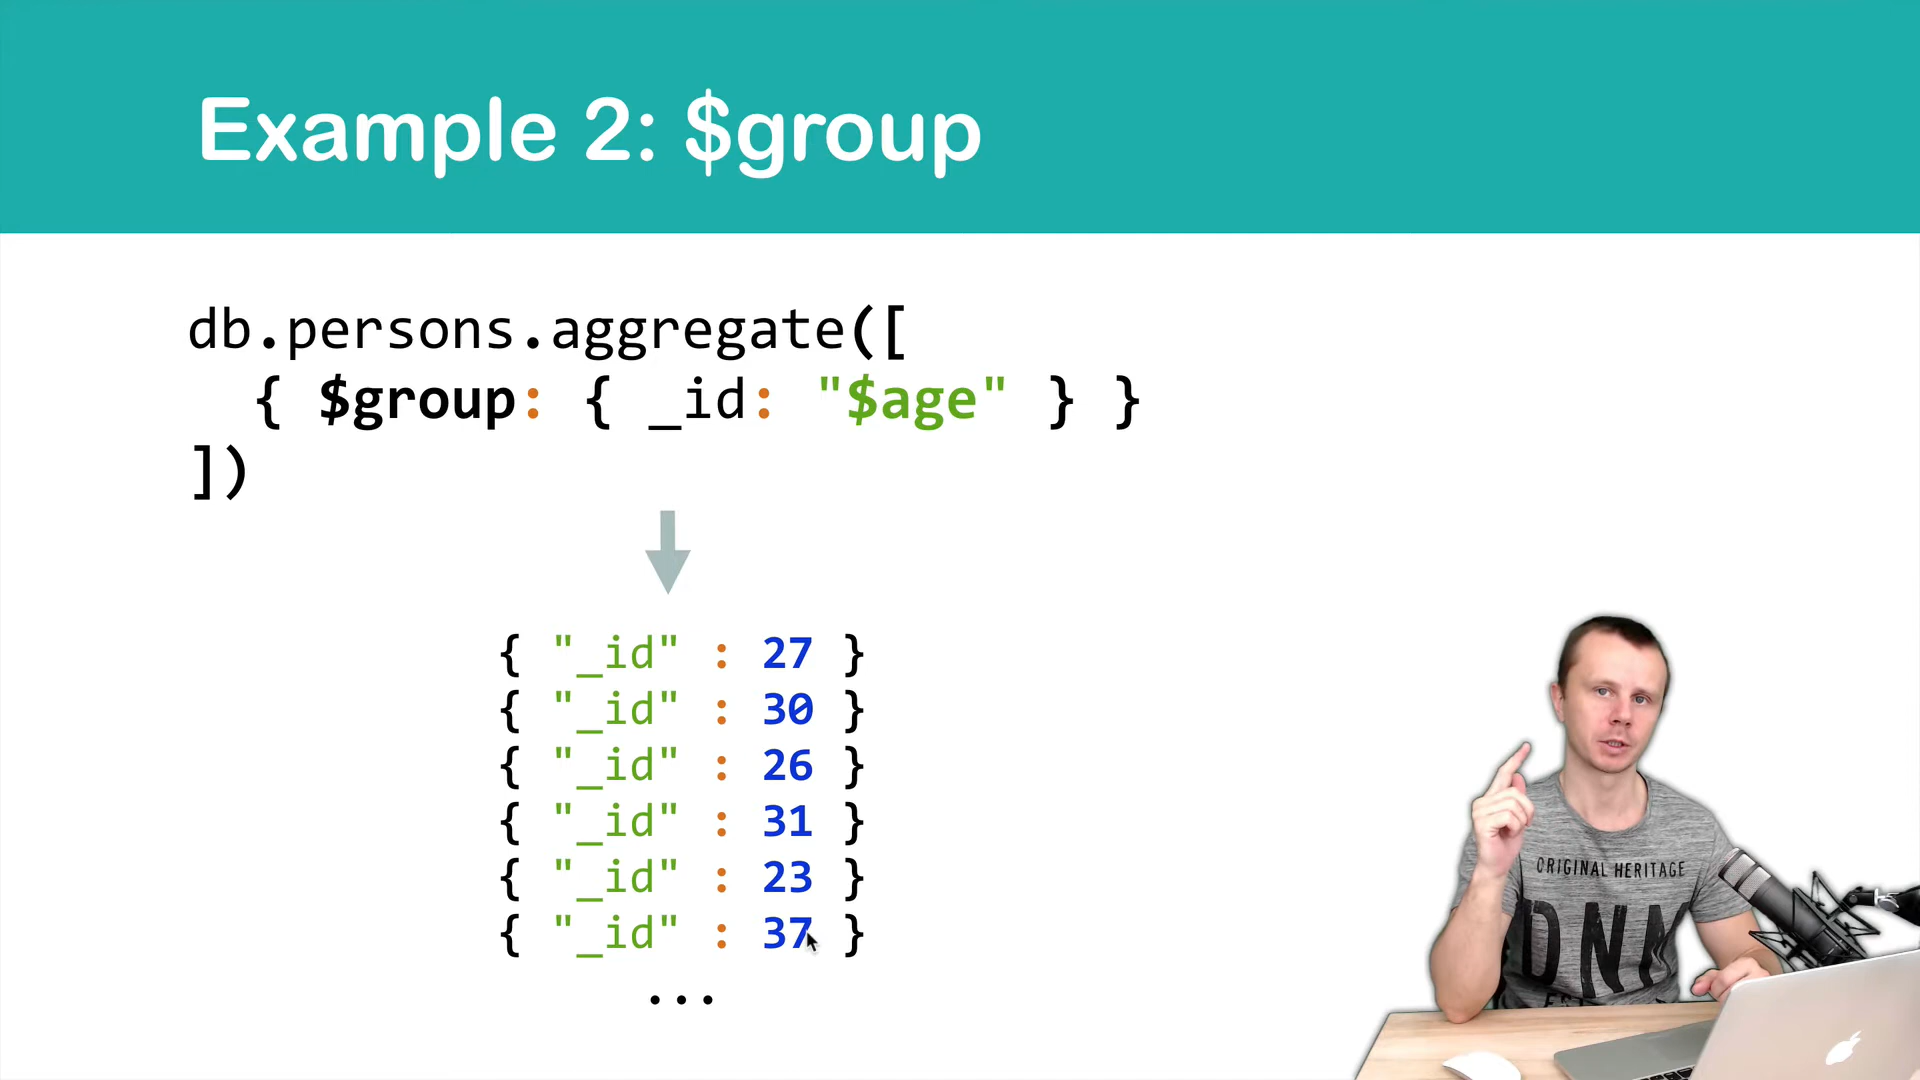 Example 2: $group
db.persons.aggregate([
  { $group: { _id: "$age" } }
])
{ "_id" : 27 }
{ "_id" : 30 }
{ "_id" : 26 }
{ "_id" : 31 }
{ "_id" : 23 }
{ "_id" : 37 }
...
ORIGINAL HERITAGE
DNM